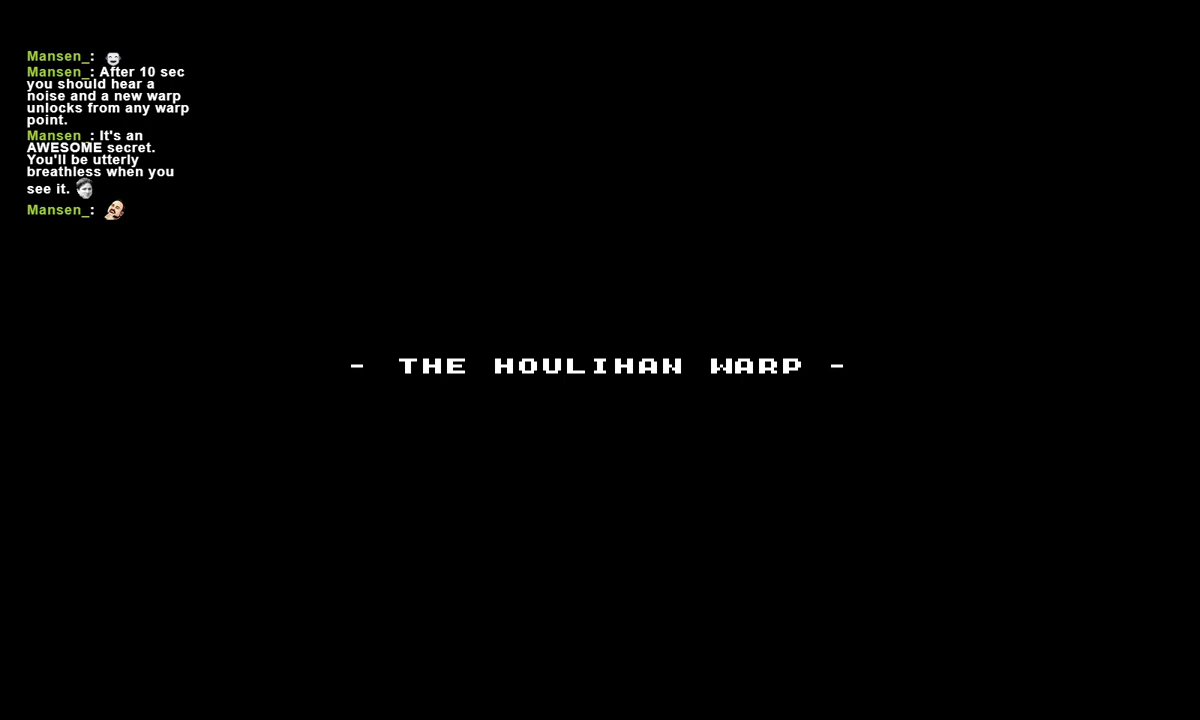 Mansen_:
Mansen_: After 10 sec
you should hear a
noise and a new warp
unlocks from any warp
point.
Mansen_: It's an
AWESOME secret.
You'll be utterly
breathless when you
see it.
Mansen_:
- THE HOULIHAN WARP -